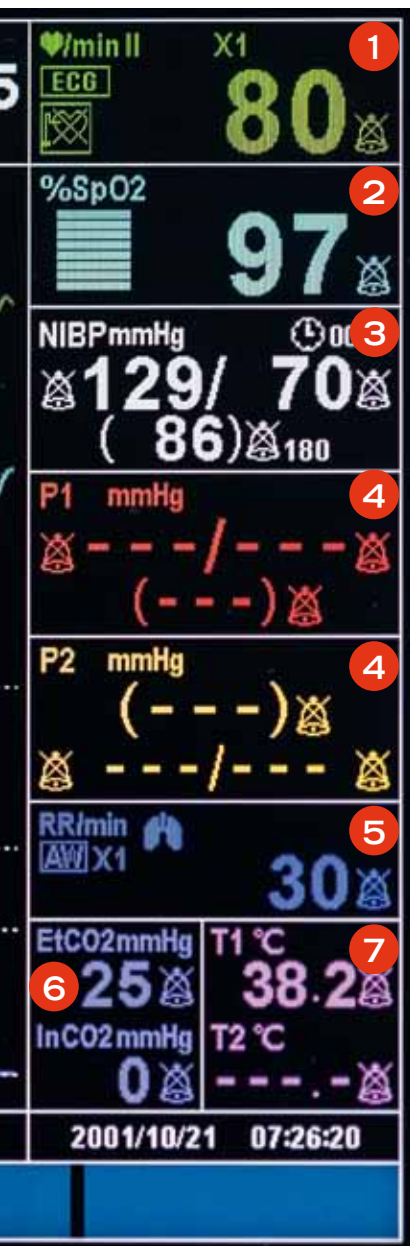 ♥/min II X1 1
5 ECG 80
%SpO2 2
97
NIBPmmHg 00 3
129/ 70
( 86) 180
P1 mmHg 4
- - -/- - -
(- - -)
P2 mmHg 4
(- - -)
- - -/- - -
RR/min 5
AW X1
30
EtCO2mmHg T1 °C 7
6 25 38.2
InCO2mmHg T2 °C
0 - - -.-
2001/10/21 07:26:20